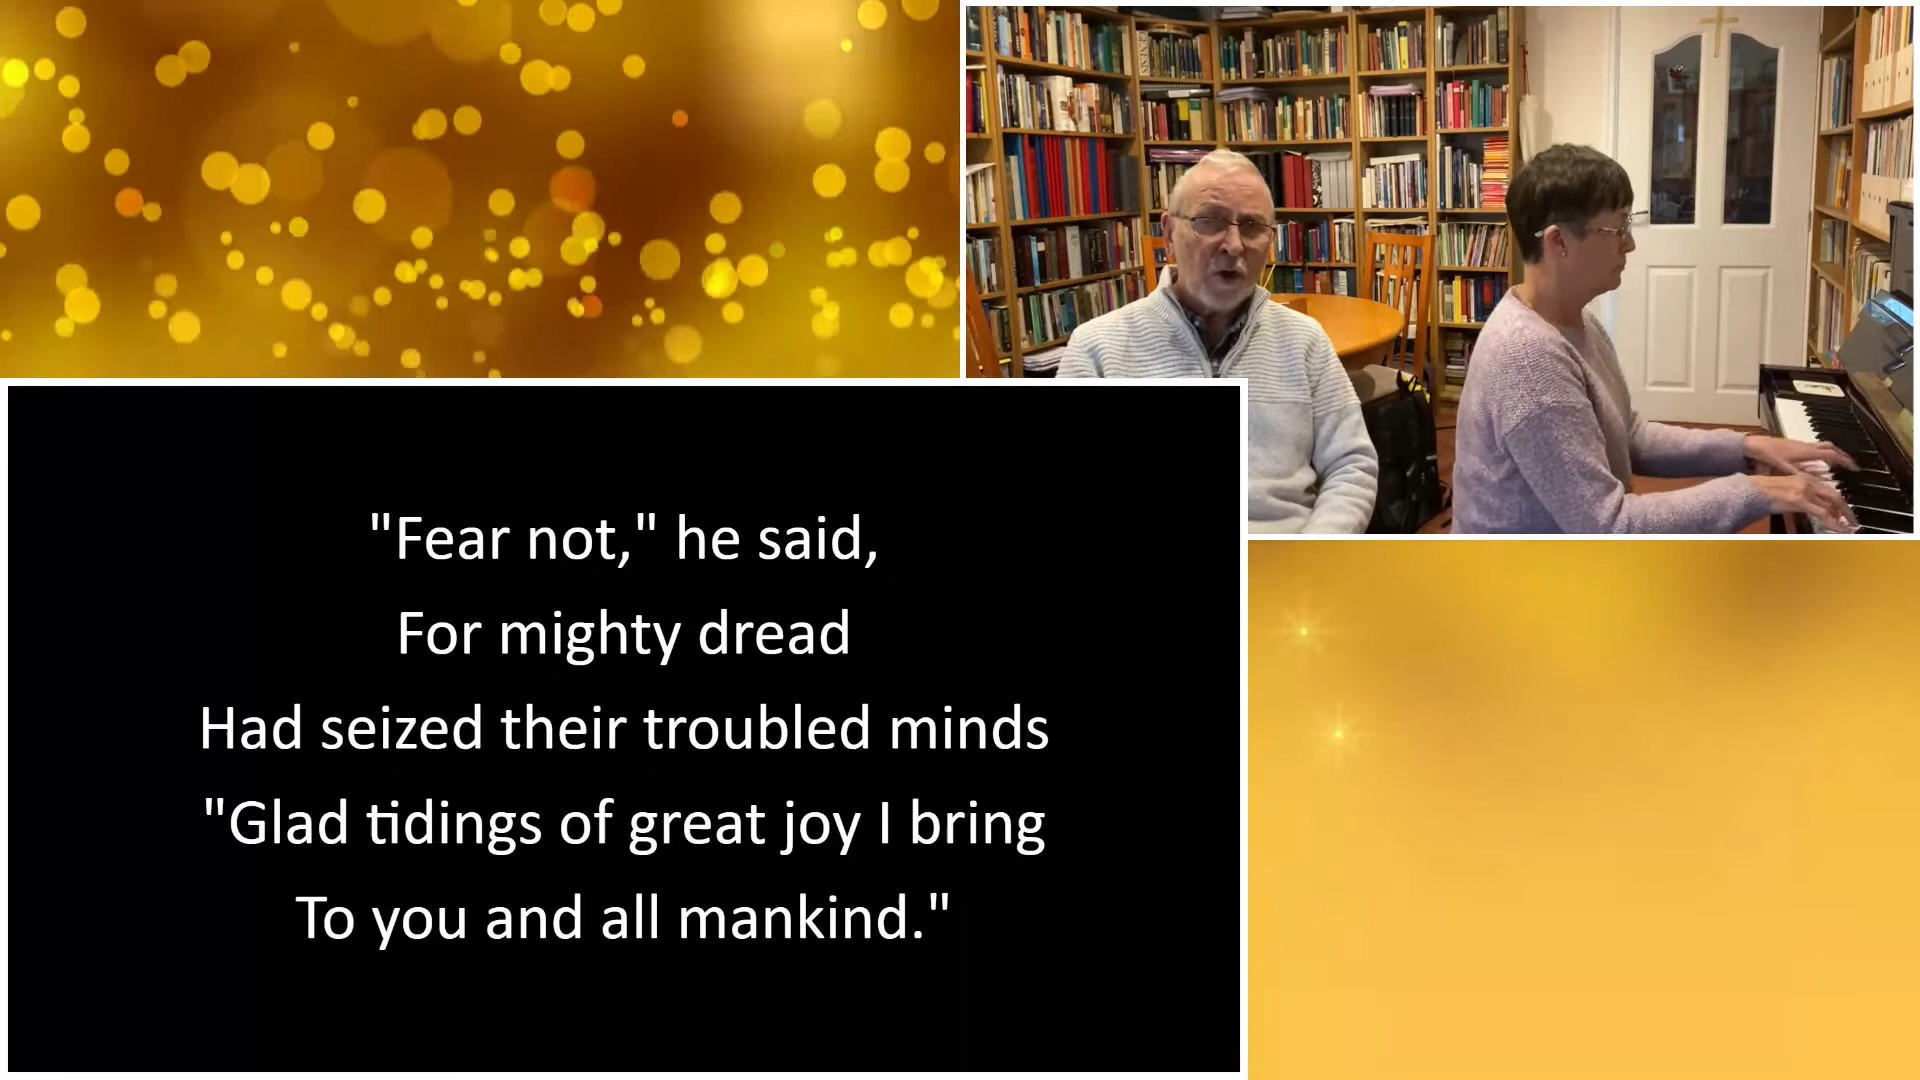 "Fear not," he said,
For mighty dread
Had seized their troubled minds
"Glad tidings of great joy I bring
To you and all mankind."